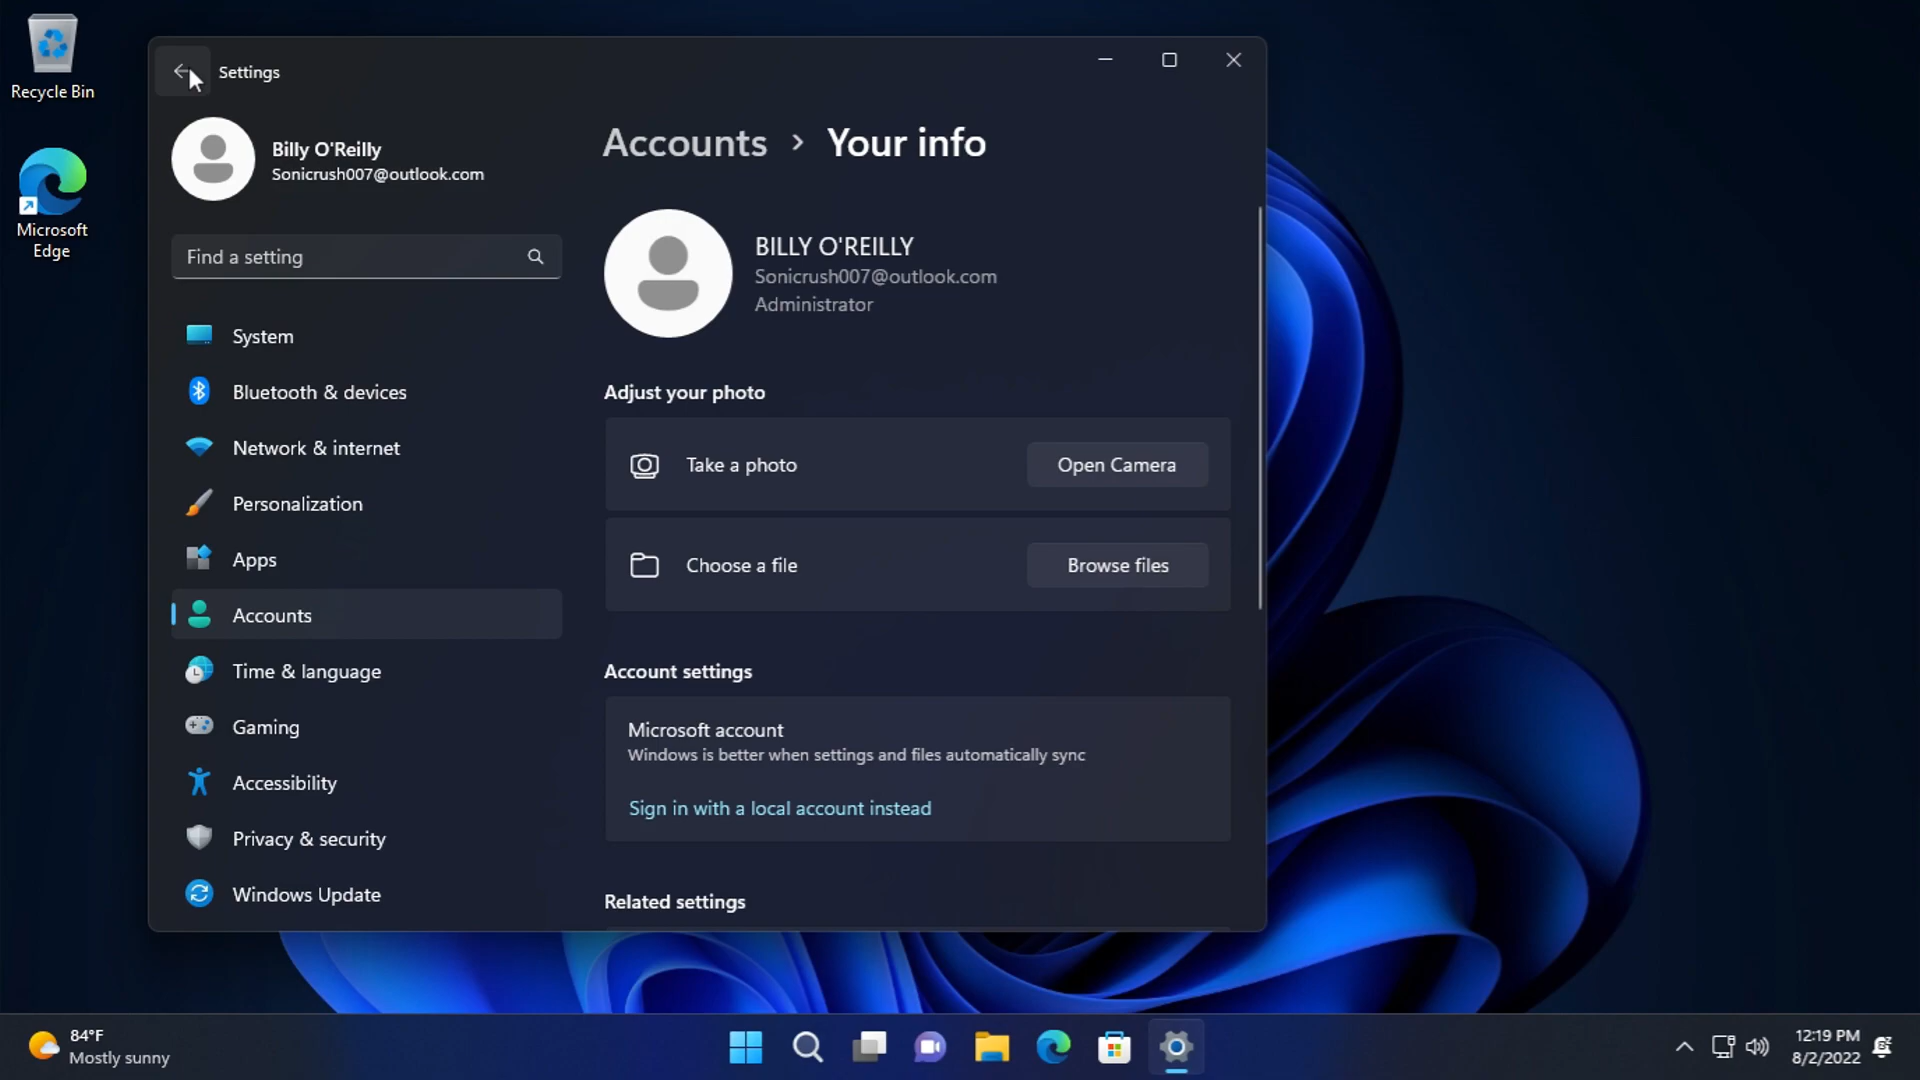 Recycle Bin
Microsoft
Edge
Settings
Billy O'Reilly
Sonicrush007@outlook.com
Find a setting
System
Bluetooth & devices
Network & internet
Personalization
Apps
Accounts
Time & language
Gaming
Accessibility
Privacy & security
Windows Update
Accounts > Your info
BILLY O'REILLY
Sonicrush007@outlook.com
Administrator
Adjust your photo
Take a photo Open Camera
Choose a file Browse files
Account settings
Microsoft account
Windows is better when settings and files automatically sync
Sign in with a local account instead
Related settings
84°F
Mostly sunny
12:19 PM
8/2/2022